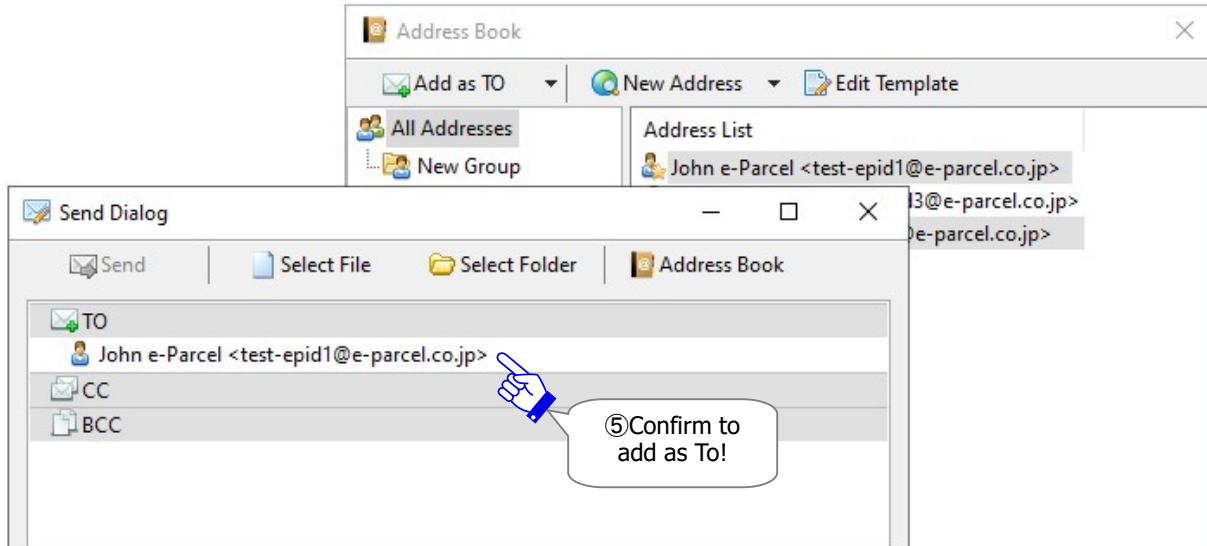 Address Book
Add as TO New Address Edit Template
All Addresses
New Group
Address List
John e-Parcel <test-epid1@e-parcel.co.jp>
3@e-parcel.co.jp>
e-parcel.co.jp>
Send Dialog
Send Select File Select Folder Address Book
TO
John e-Parcel <test-epid1@e-parcel.co.jp>
CC
BCC
⑤Confirm to
add as To!